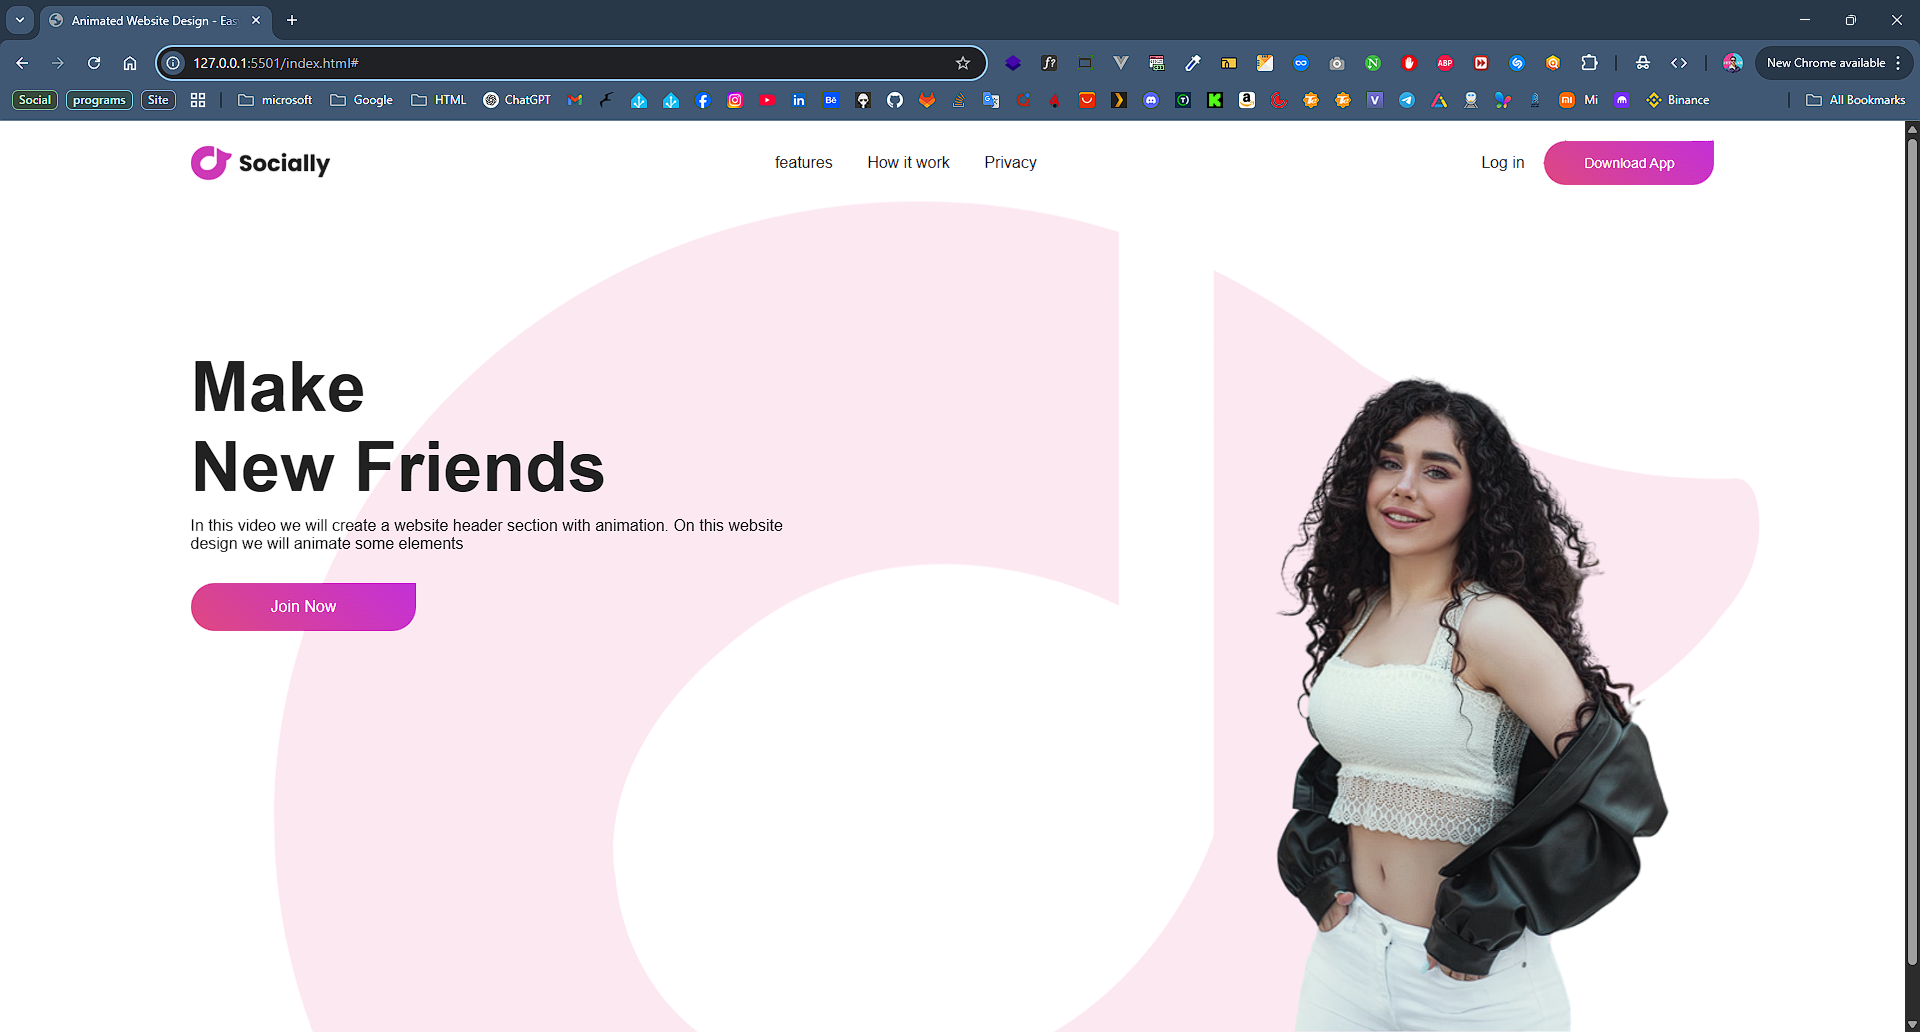 Animated Website Design - Eas
127.0.0.1:5501/index.html#
New Chrome available
Social
programs
Site
microsoft
Google
HTML
ChatGPT
Mi
Binance
All Bookmarks
Socially
features
How it work
Privacy
Log in
Download App
Make
New Friends
In this video we will create a website header section with animation. On this website
design we will animate some elements
Join Now